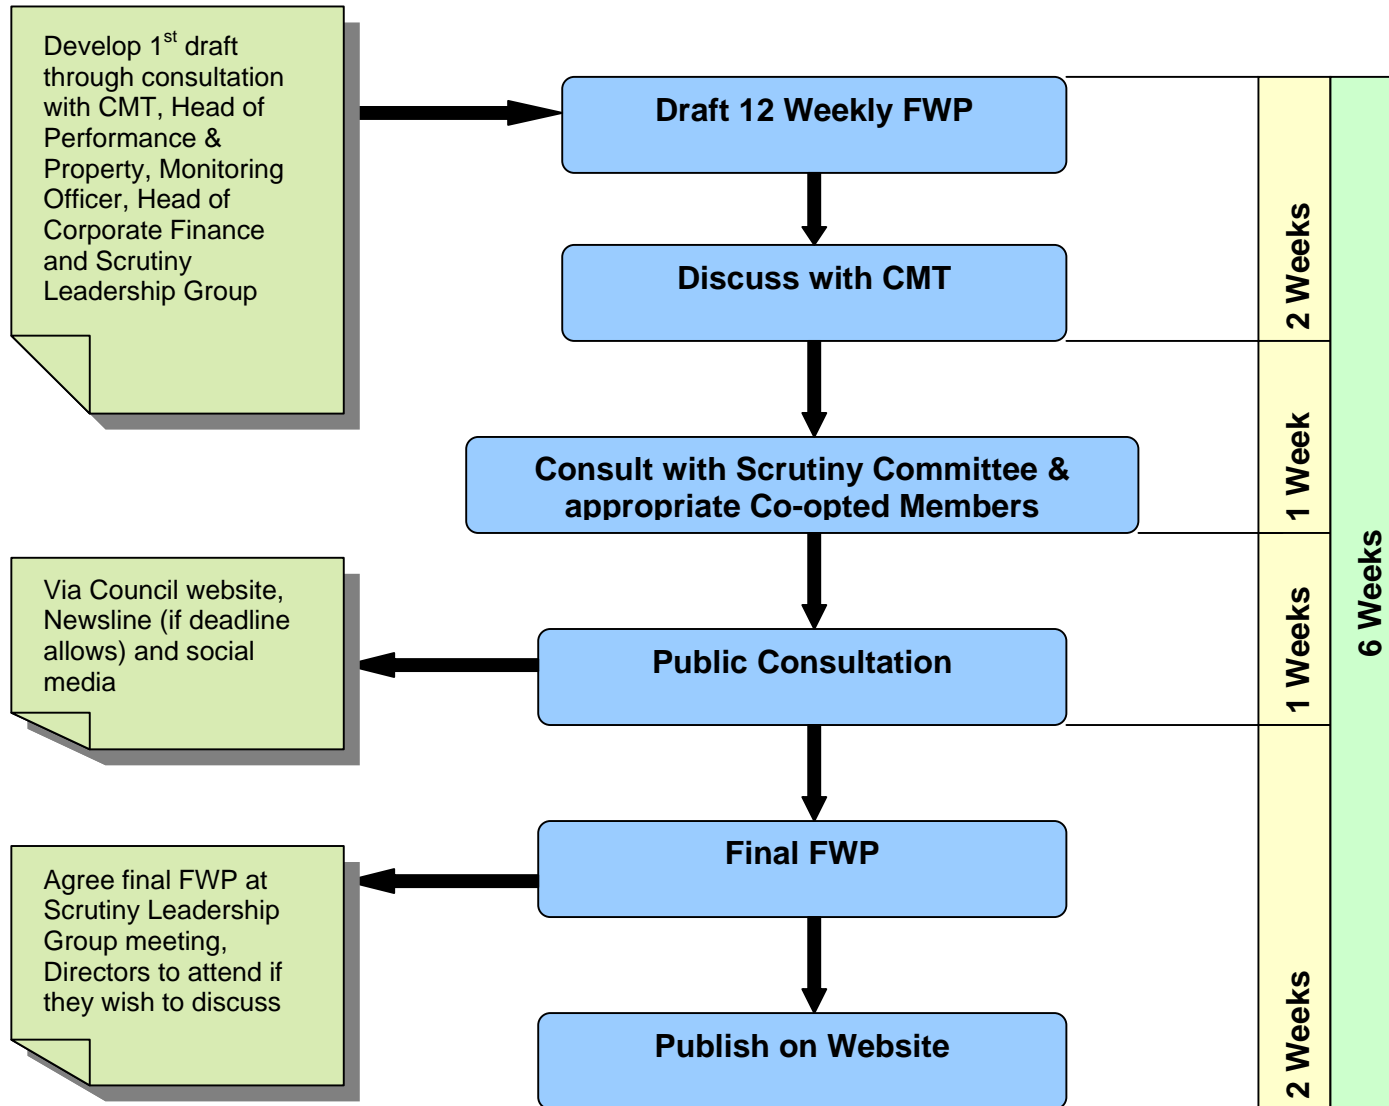 Develop 1st draft
through consultation
with CMT, Head of
Performance &
Property, Monitoring
Officer, Head of
Corporate Finance
and Scrutiny
Leadership Group
Draft 12 Weekly FWP
Discuss with CMT
2 Weeks
Consult with Scrutiny Committee &
appropriate Co-opted Members
1 Week
Via Council website,
Newsline (if deadline
allows) and social
media
Public Consultation
1 Weeks
6 Weeks
Agree final FWP at
Scrutiny Leadership
Group meeting,
Directors to attend if
they wish to discuss
Final FWP
Publish on Website
2 Weeks